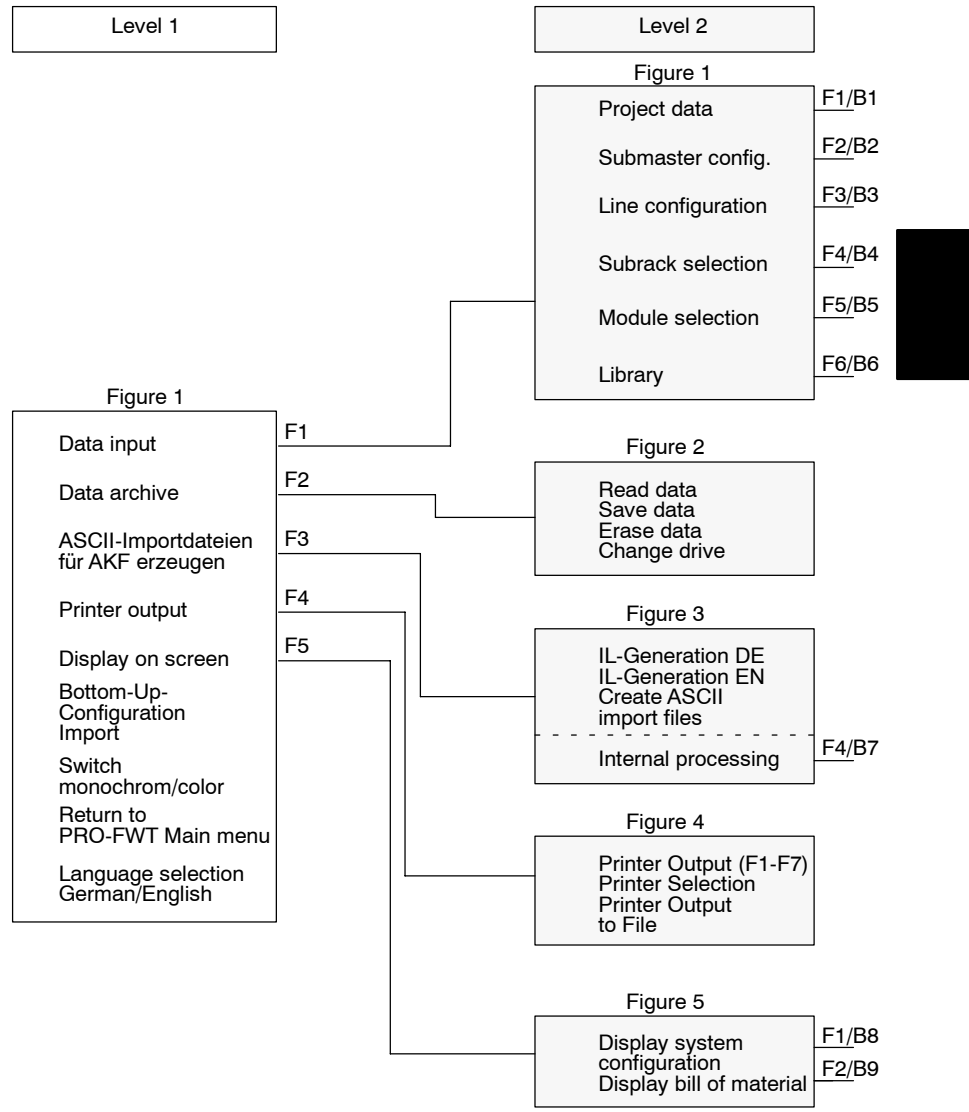 Level 1
Level 2
Figure 1
Project data
F1/B1
Submaster config.
F2/B2
Line configuration
F3/B3
Subrack selection
F4/B4
Module selection
F5/B5
Library
F6/B6
Figure 1
Data input
F1
Data archive
F2
ASCII-Importdateien
für AKF erzeugen
F3
Printer output
F4
Display on screen
F5
Bottom-Up-
Configuration
Import
Switch
monochrom/color
Return to
PRO-FWT Main menu
Language selection
German/English
Figure 2
Read data
Save data
Erase data
Change drive
Figure 3
IL-Generation DE
IL-Generation EN
Create ASCII
import files
Internal processing
F4/B7
Figure 4
Printer Output (F1-F7)
Printer Selection
Printer Output
to File
Figure 5
Display system
configuration
F1/B8
Display bill of material
F2/B9